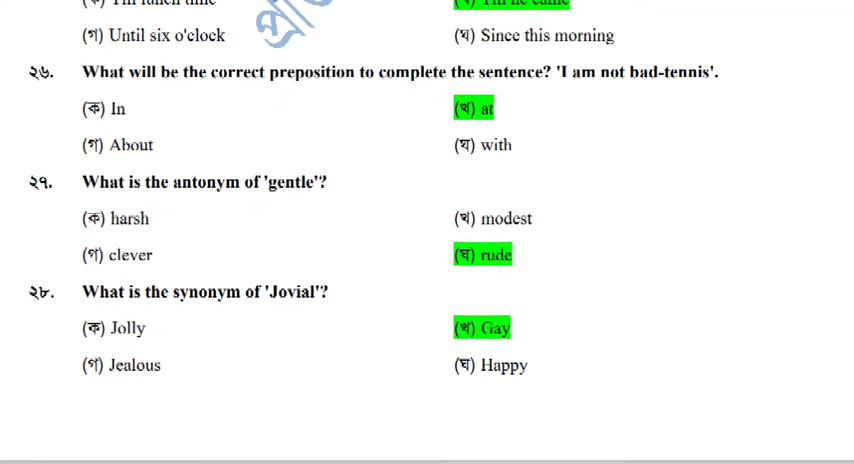 (গ) Until six o'clock (ঘ) Since this morning
২৬. What will be the correct preposition to complete the sentence? 'I am not bad-tennis'.
(ক) In (খ) at
(গ) About (ঘ) with
২৭. What is the antonym of 'gentle'?
(ক) harsh (খ) modest
(গ) clever (ঘ) rude
২৮. What is the synonym of 'Jovial'?
(ক) Jolly (খ) Gay
(গ) Jealous (ঘ) Happy